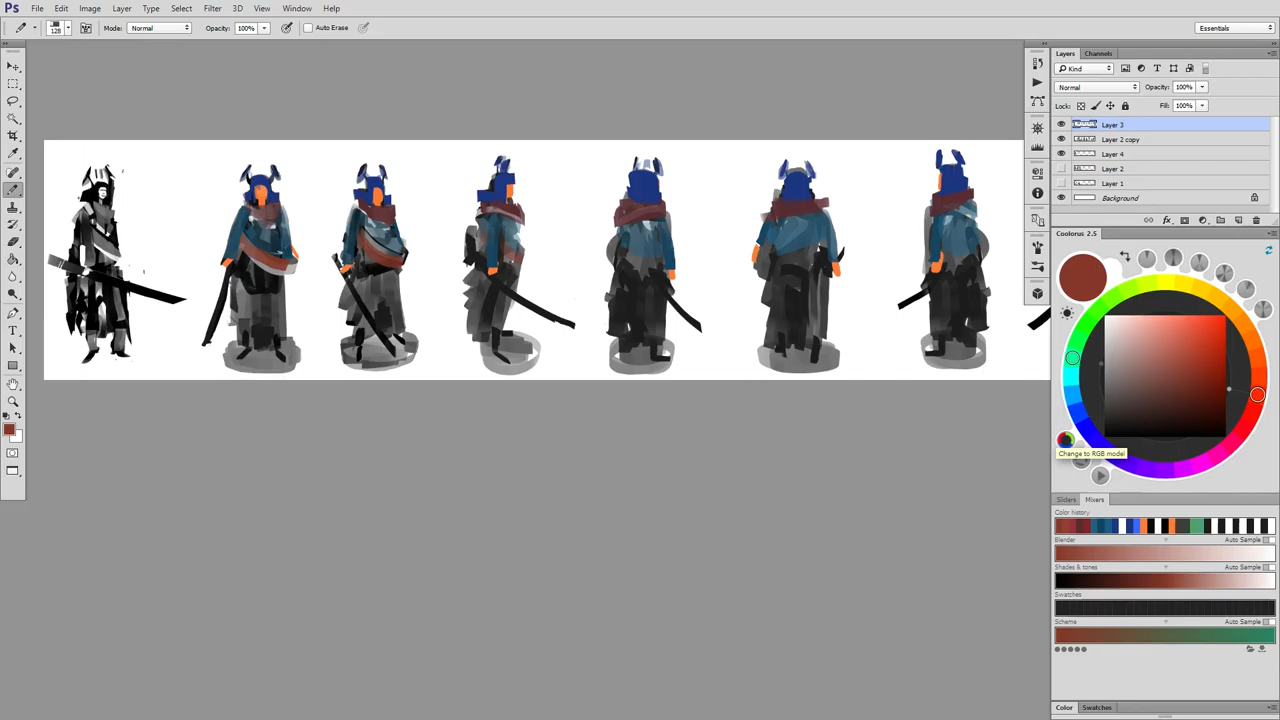 Ps File Edit Image Layer Type Select Filter 3D View Window Help
128 Mode: Normal Opacity: 100% Auto Erase Essentials
Layers Channels
Kind
Normal Opacity: 100%
Lock: Fill: 100%
Layer 3
Layer 2 copy
Layer 4
Layer 2
Layer 1
Background
fx
Coolorus 2.5
Change to RGB model
Sliders Mixers
Color history
Blender Auto Sample
Shades & tones Auto Sample
Swatches
Scheme Auto Sample
Color Swatches